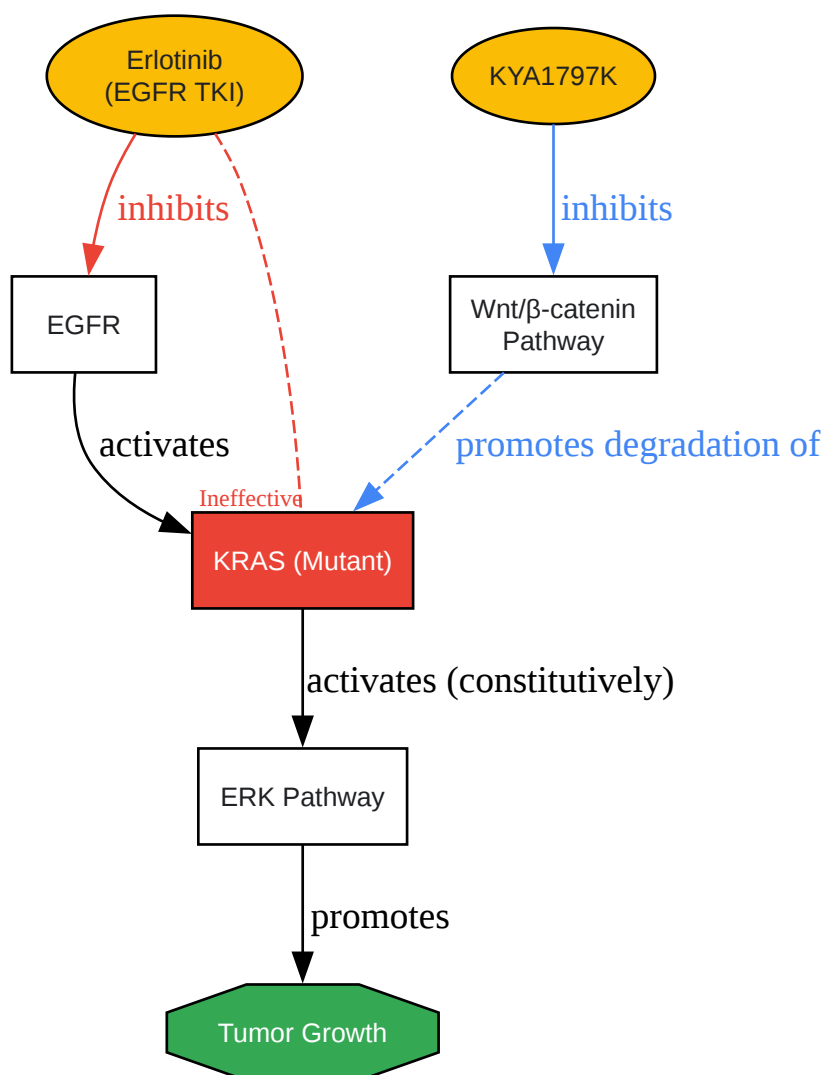 Erlotinib
(EGFR TKI)
KYA1797K
inhibits
inhibits
EGFR
Wnt/β-catenin
Pathway
activates
promotes degradation of
Ineffective
KRAS (Mutant)
activates (constitutively)
ERK Pathway
promotes
Tumor Growth